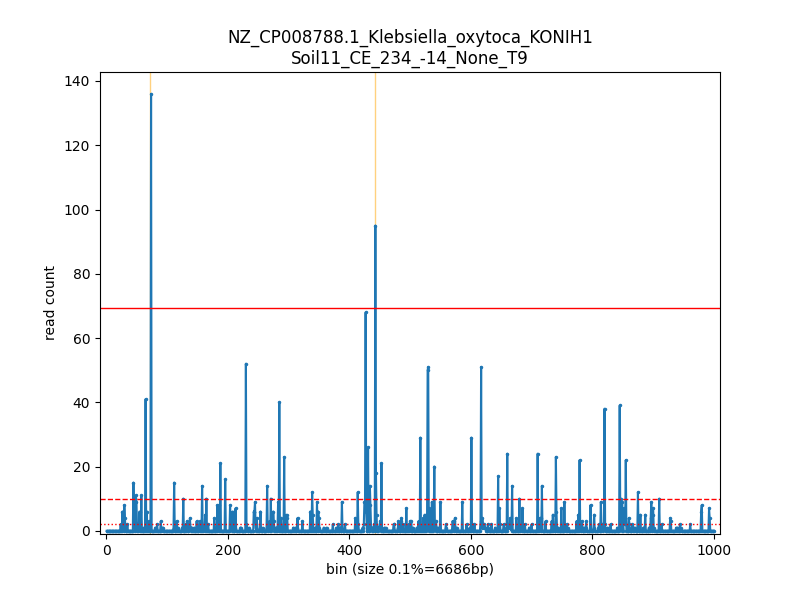 NZ_CP008788.1_Klebsiella_oxytoca_KONIH1
Soil11_CE_234_-14_None_T9
140
120
100
80
60
40
20
0
read count
0 200 400 600 800 1000
bin (size 0.1%=6686bp)